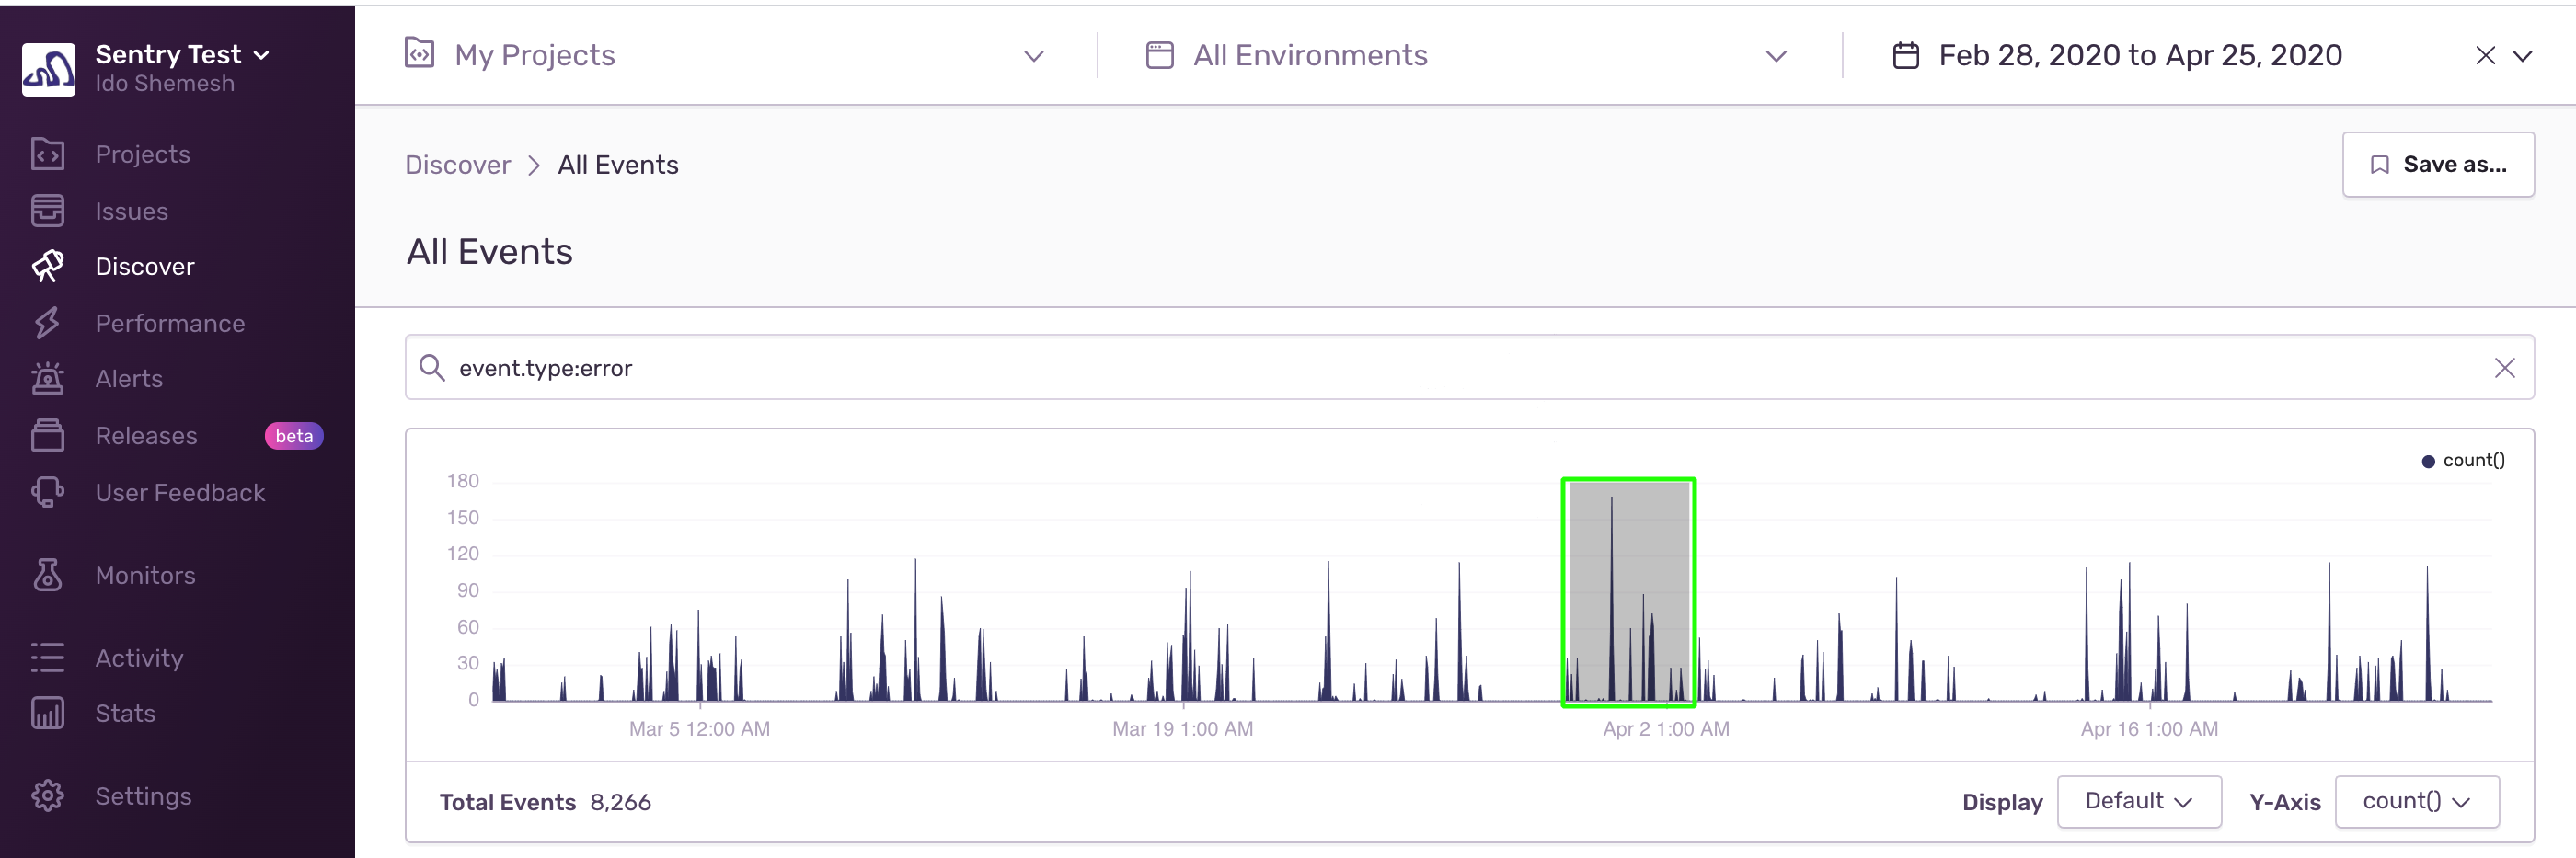 Sentry Test
Ido Shemesh
Projects
Issues
Discover
Performance
Alerts
Releases beta
User Feedback
Monitors
Activity
Stats
Settings
My Projects
All Environments
Feb 28, 2020 to Apr 25, 2020
Discover > All Events
Save as...
All Events
event.type:error
count()
180
150
120
90
60
30
0
Mar 5 12:00 AM Mar 19 1:00 AM Apr 2 1:00 AM Apr 16 1:00 AM
Total Events 8,266
Display Default Y-Axis count()